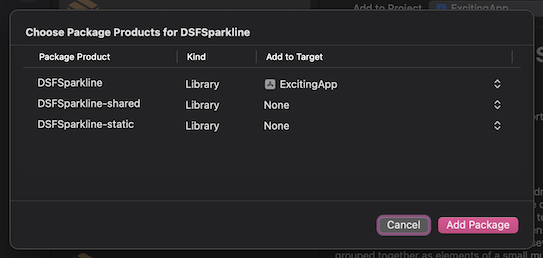 Add to Project ExcitingApp
Choose Package Products for DSFSparkline
Package Product Kind Add to Target
DSFSparkline Library ExcitingApp
DSFSparkline-shared Library None
DSFSparkline-static Library None
Cancel Add Package
grouped together as elements of a small mu